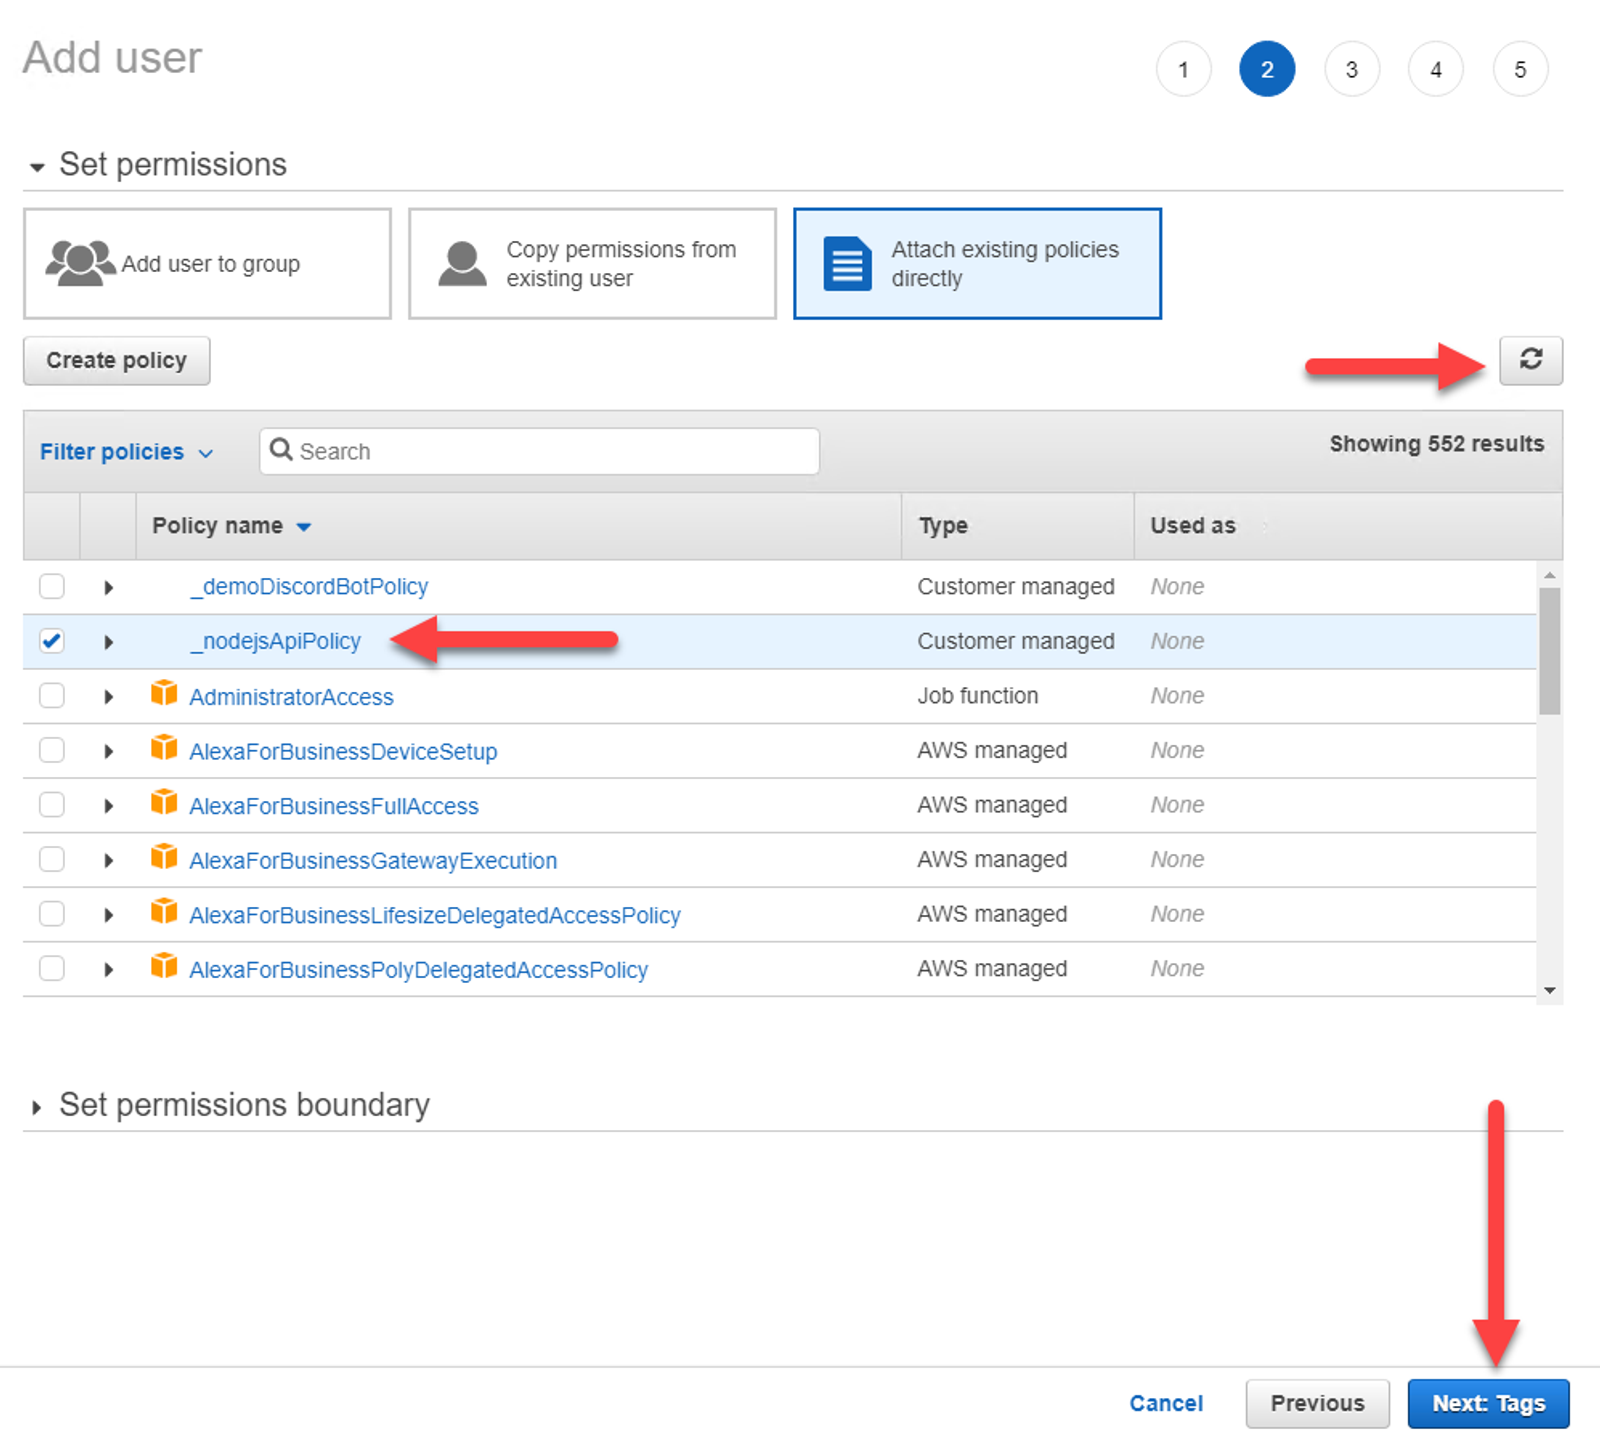 Add user
1 2 3 4 5
Set permissions
Add user to group
Copy permissions from
existing user
Attach existing policies
directly
Create policy
Filter policies
Search
Showing 552 results
Policy name Type Used as
_demoDiscordBotPolicy Customer managed None
_nodejsApiPolicy Customer managed None
AdministratorAccess Job function None
AlexaForBusinessDeviceSetup AWS managed None
AlexaForBusinessFullAccess AWS managed None
AlexaForBusinessGatewayExecution AWS managed None
AlexaForBusinessLifesizeDelegatedAccessPolicy AWS managed None
AlexaForBusinessPolyDelegatedAccessPolicy AWS managed None
Set permissions boundary
Cancel Previous Next: Tags